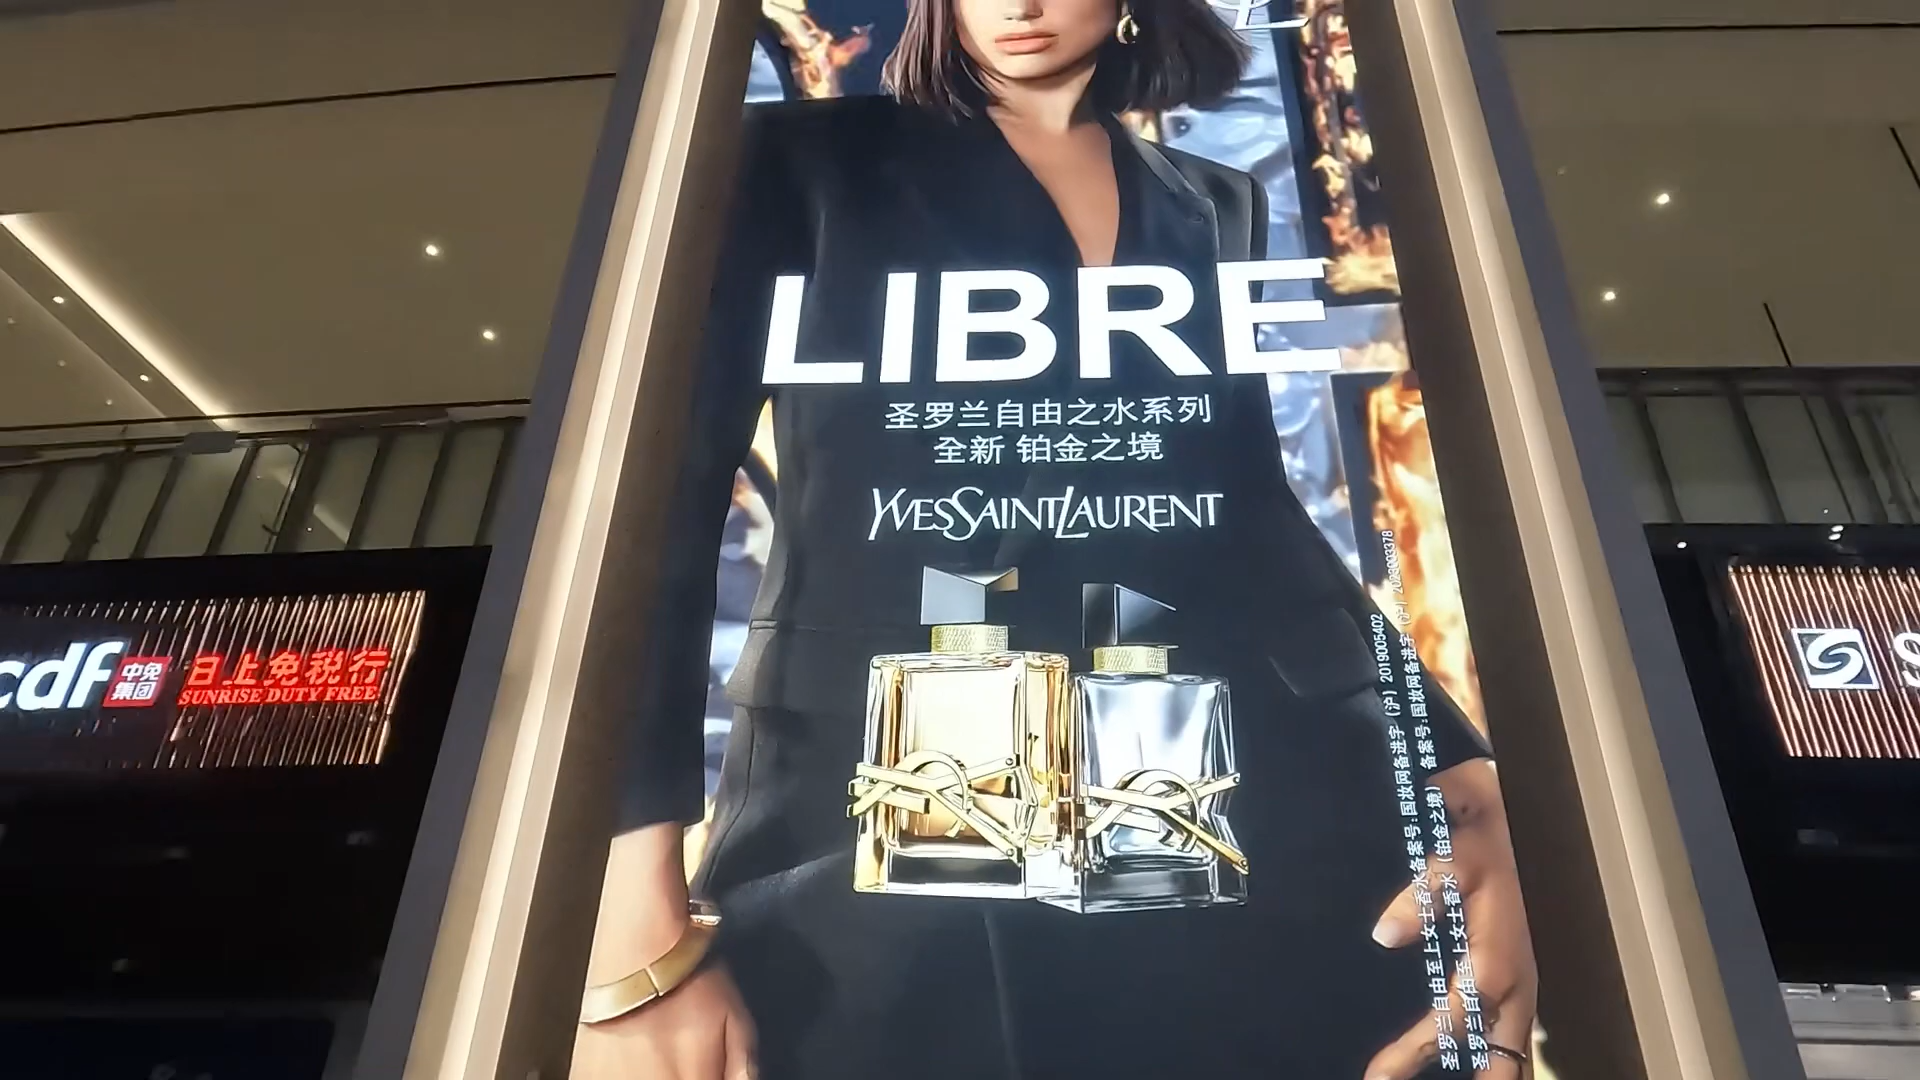 LIBRE
圣罗兰自由之水系列
全新 铂金之境
YVESSAINTLAURENT
cdf
中免
集团
日上免税行
SUNRISE DUTY FREE
S
圣罗兰自由至上女士香水备案号:国妆网备进字(沪)2019005402
圣罗兰自由至上女士香水(铂金之境)备案号:国妆网备进字(沪)2023003378